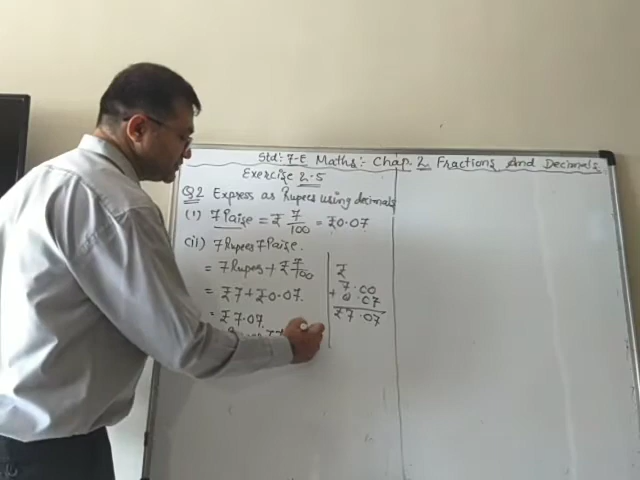 Std:- 7-E Maths:- Chap. 2 Fractions And Decimals
Exercise 2.5
Q2 Express as Rupees using decimals
(i) 7 Paise = ₹ 7/100 = ₹0.07
(ii) 7 Rupees 7 Paise.
= 7 Rupees + ₹ 7/100
= ₹7 + ₹0.07.
= ₹7.07.
₹
7.00
+ 0.07
₹7.07